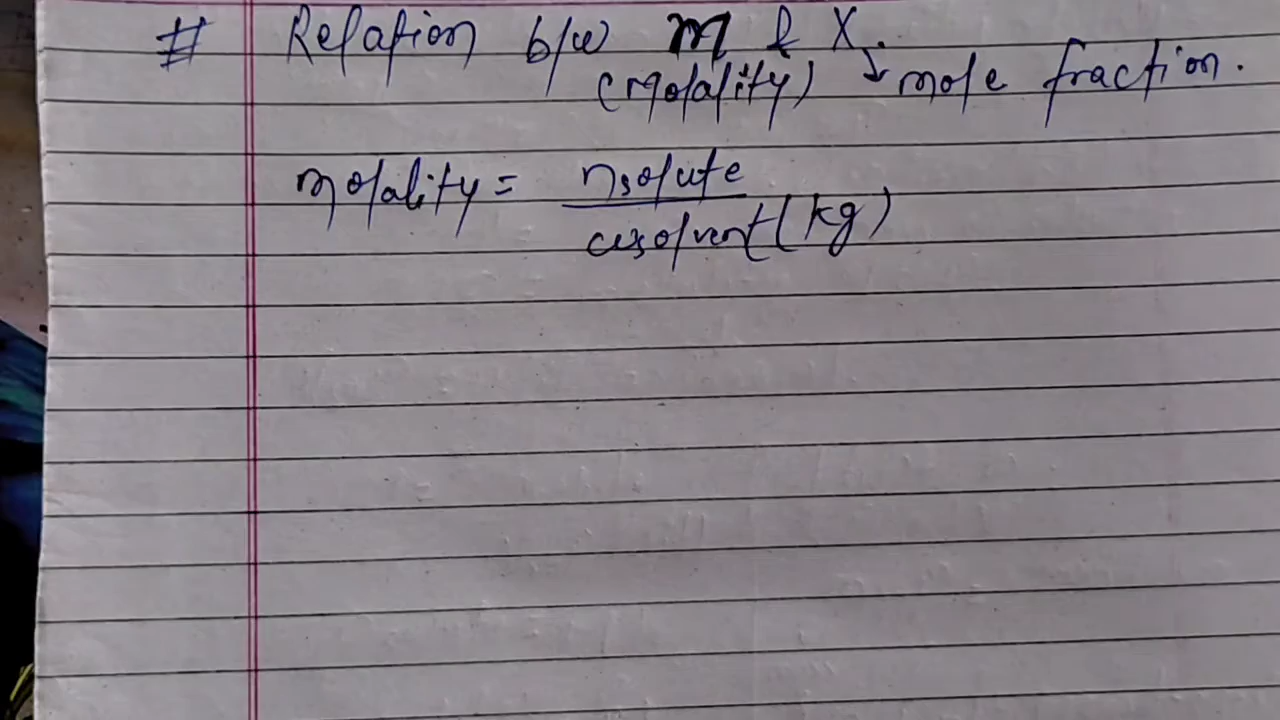 # Relation b/w m & X.
(Molality) ↓ mole fraction.
molality = nsolute
wsolvent (kg)